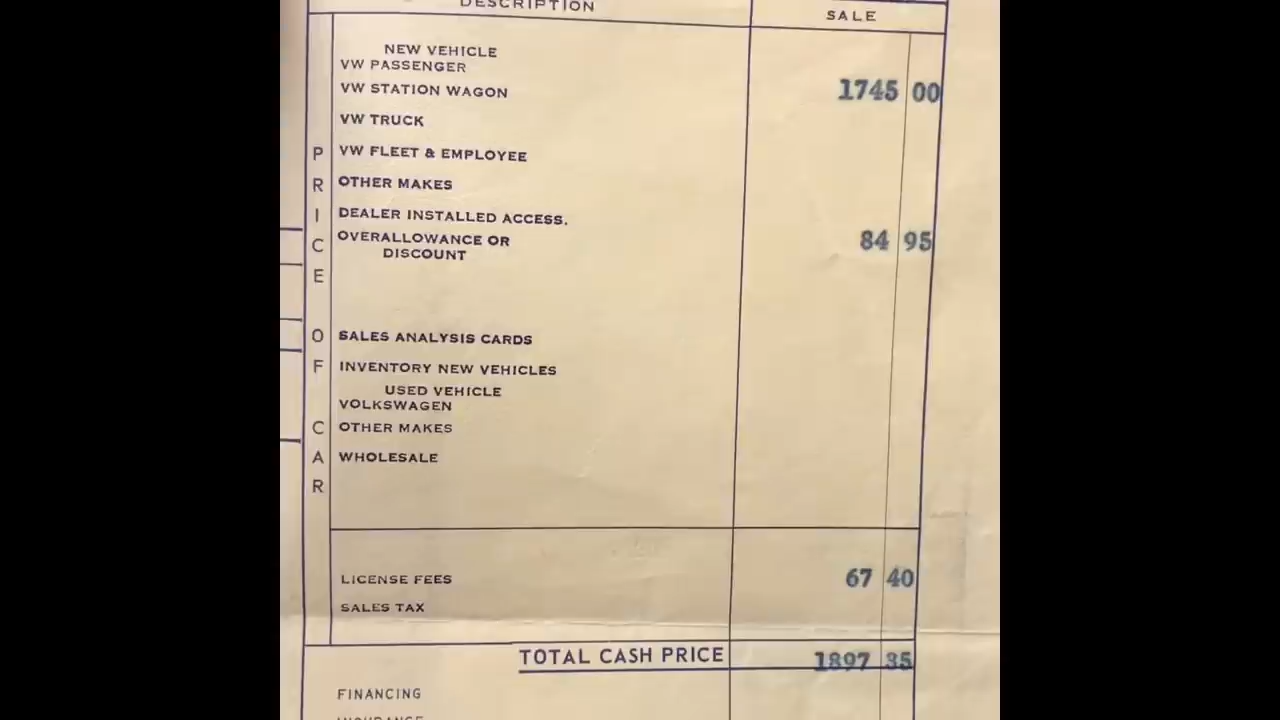 DESCRIPTION SALE
NEW VEHICLE
VW PASSENGER
VW STATION WAGON 1745 00
VW TRUCK
P VW FLEET & EMPLOYEE
R OTHER MAKES
I DEALER INSTALLED ACCESS.
C OVERALLOWANCE OR 84 95
DISCOUNT
E
O SALES ANALYSIS CARDS
F INVENTORY NEW VEHICLES
USED VEHICLE
VOLKSWAGEN
C OTHER MAKES
A WHOLESALE
R
LICENSE FEES 67 40
SALES TAX
TOTAL CASH PRICE 1897 35
FINANCING
INSURANCE